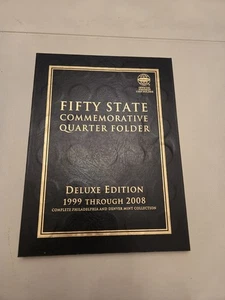 FIFTY STATE
COMMEMORATIVE
QUARTER FOLDER
DELUXE EDITION
1999 THROUGH 2008
COMPLETE PHILADELPHIA AND DENVER MINT COLLECTION